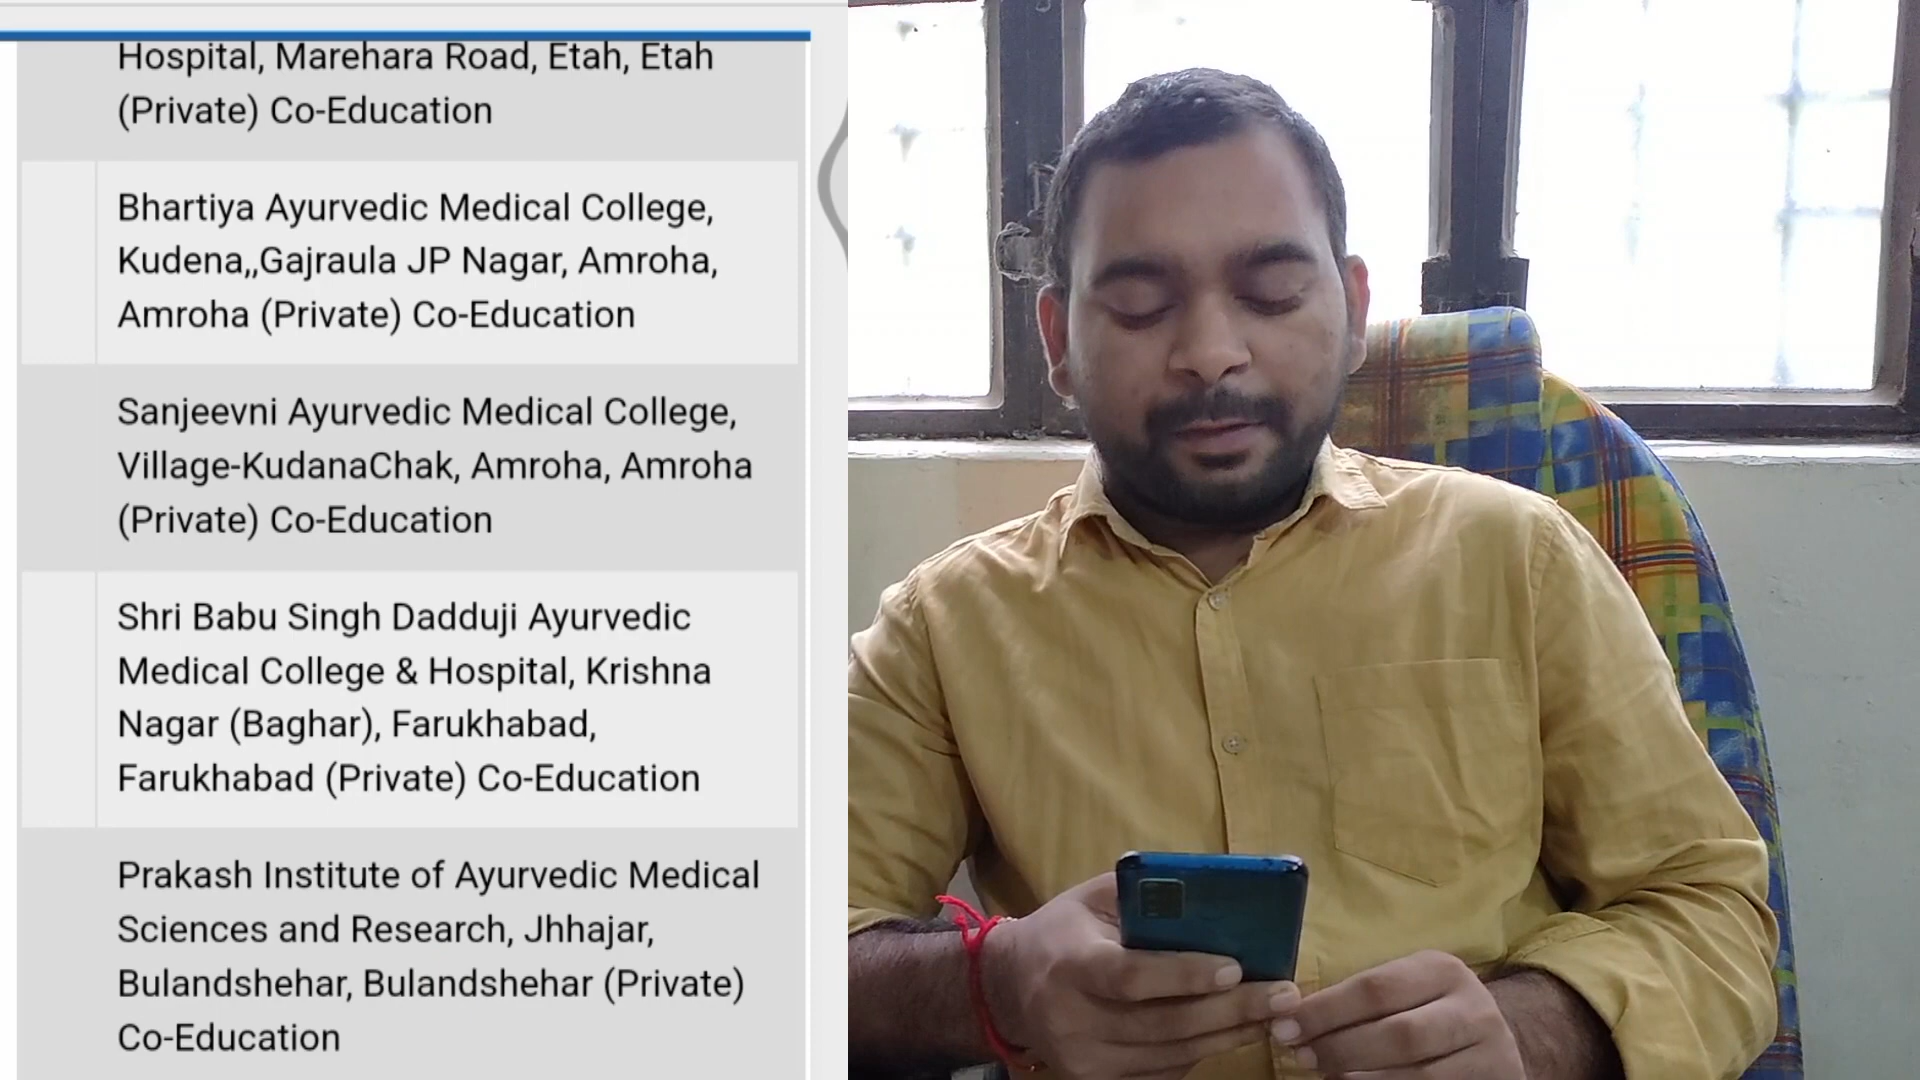 Hospital, Marehara Road, Etah, Etah
(Private) Co-Education
Bhartiya Ayurvedic Medical College,
Kudena,,Gajraula JP Nagar, Amroha,
Amroha (Private) Co-Education
Sanjeevni Ayurvedic Medical College,
Village-KudanaChak, Amroha, Amroha
(Private) Co-Education
Shri Babu Singh Dadduji Ayurvedic
Medical College & Hospital, Krishna
Nagar (Baghar), Farukhabad,
Farukhabad (Private) Co-Education
Prakash Institute of Ayurvedic Medical
Sciences and Research, Jhhajar,
Bulandshehar, Bulandshehar (Private)
Co-Education